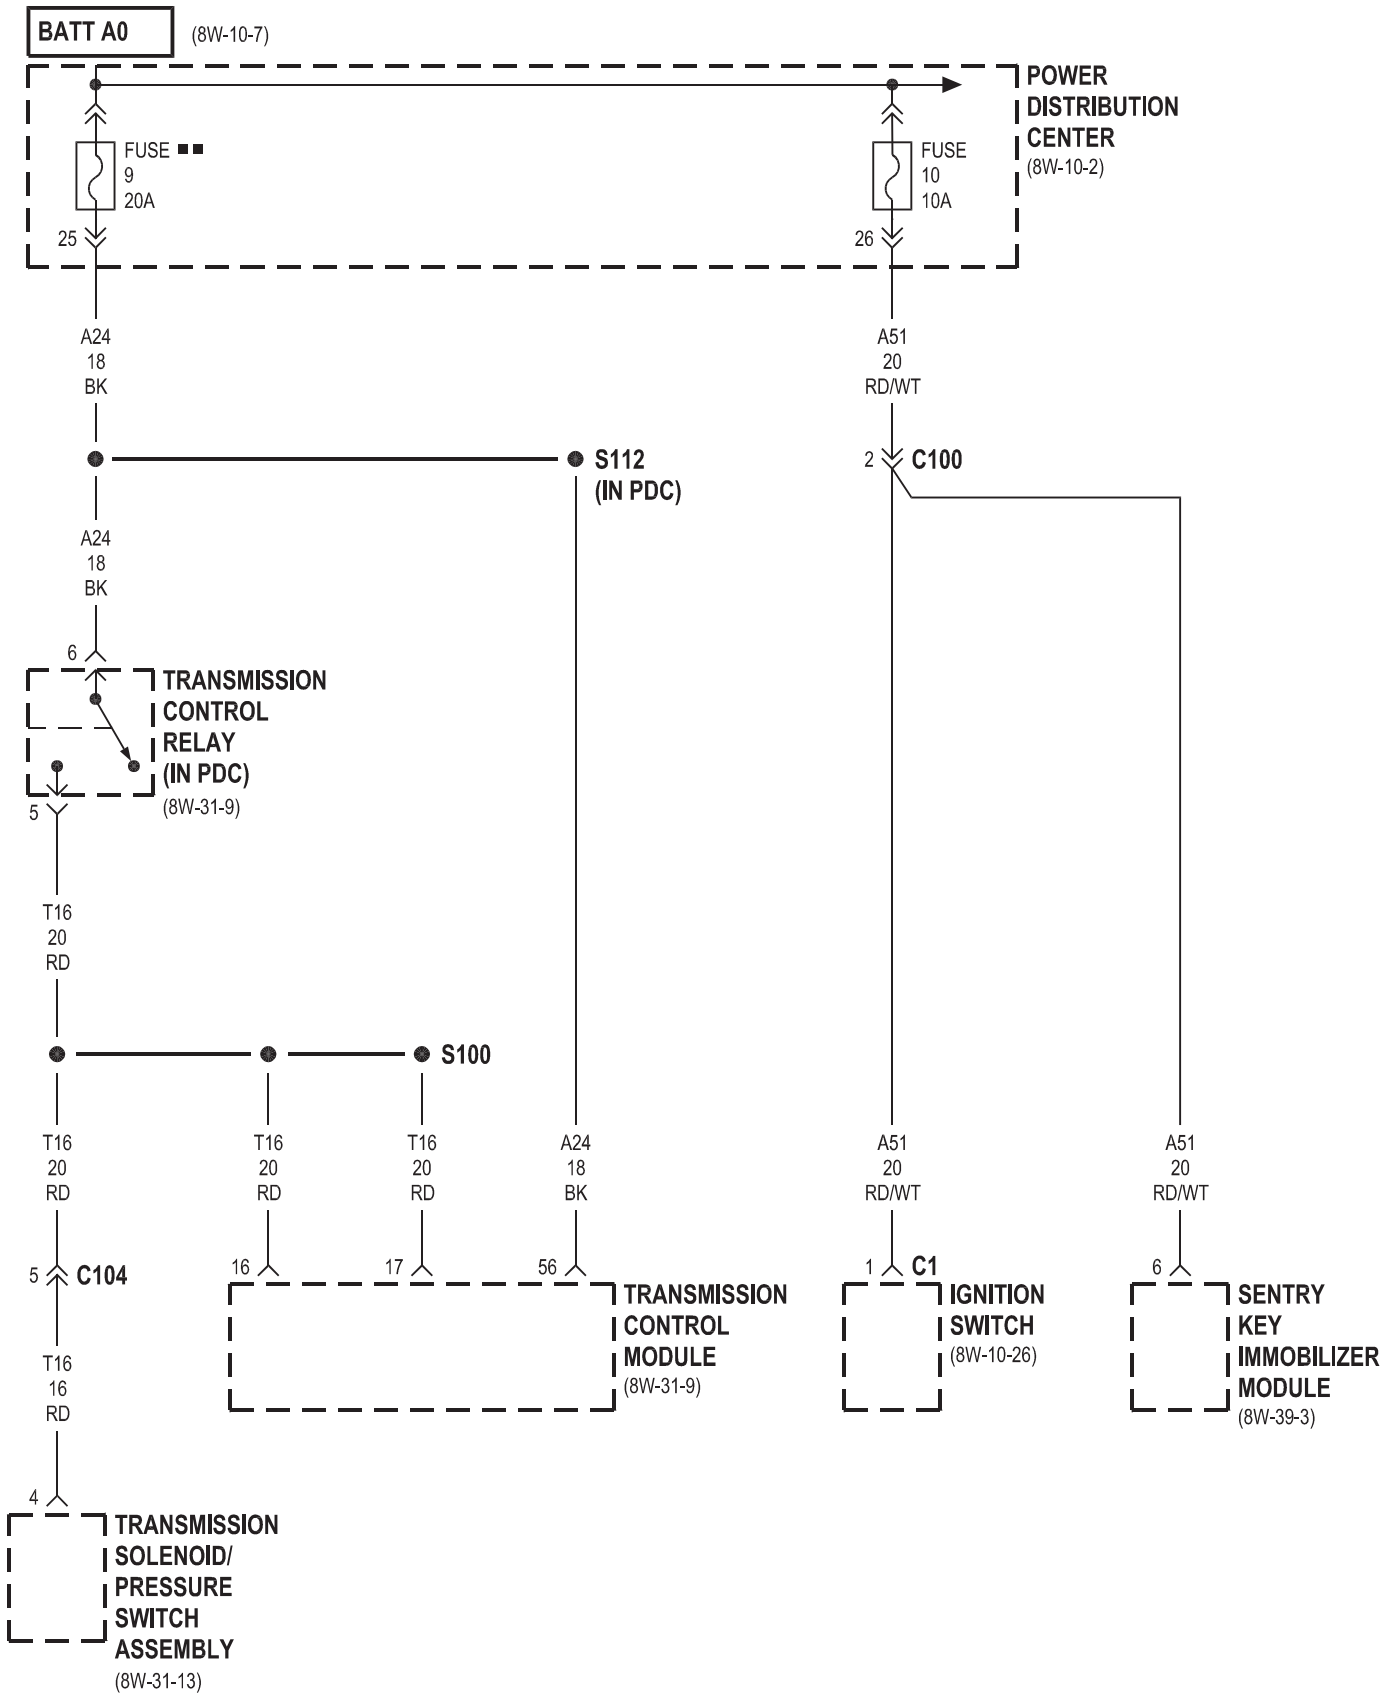 BATT A0
(8W-10-7)
POWER
DISTRIBUTION
CENTER
(8W-10-2)
FUSE
9
20A
25
FUSE
10
10A
26
A24
18
BK
A51
20
RD/WT
S112
(IN PDC)
2
C100
A24
18
BK
6
TRANSMISSION
CONTROL
RELAY
(IN PDC)
(8W-31-9)
5
T16
20
RD
S100
T16
20
RD
T16
20
RD
T16
20
RD
A24
18
BK
A51
20
RD/WT
A51
20
RD/WT
5
C104
16
17
56
TRANSMISSION
CONTROL
MODULE
(8W-31-9)
1
C1
IGNITION
SWITCH
(8W-10-26)
6
SENTRY
KEY
IMMOBILIZER
MODULE
(8W-39-3)
T16
16
RD
4
TRANSMISSION
SOLENOID/
PRESSURE
SWITCH
ASSEMBLY
(8W-31-13)